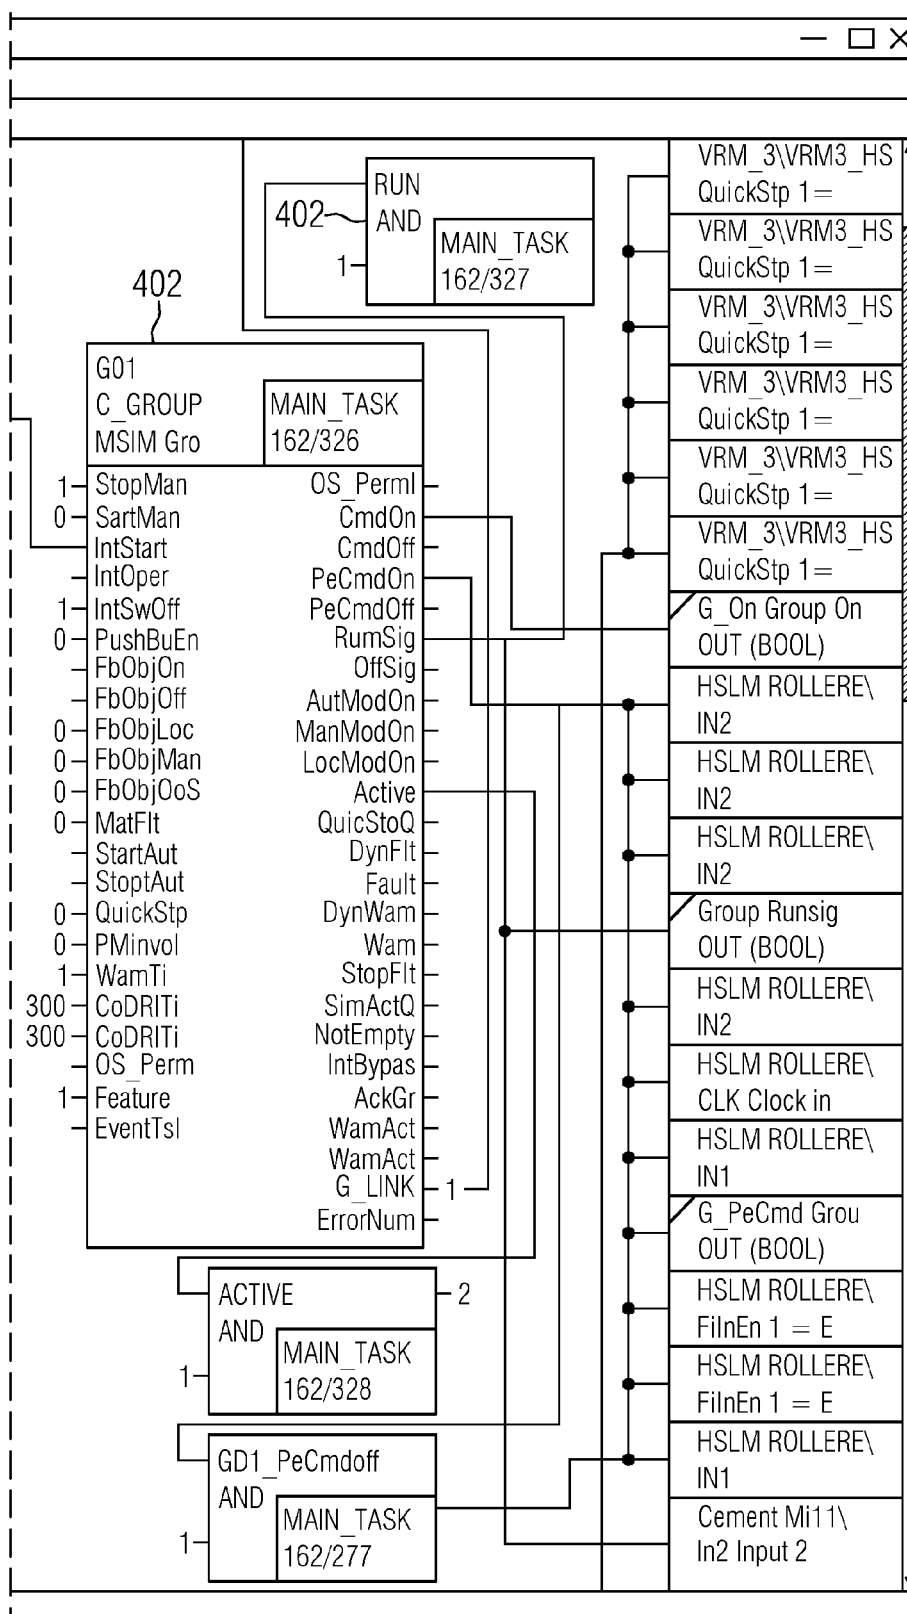 402
RUN
AND
1
MAIN_TASK
162/327
402
G01
C_GROUP
MSIM Gro
MAIN_TASK
162/326
1 StopMan
0 SartMan
IntStart
IntOper
1 IntSwOff
0 PushBuEn
FbObjOn
FbObjOff
0 FbObjLoc
0 FbObjMan
0 FbObjOoS
0 MatFlt
StartAut
StoptAut
0 QuickStp
0 PMinvol
1 WamTi
300 CoDRITi
300 CoDRITi
OS_Perm
1 Feature
EventTsl
OS_PermI
CmdOn
CmdOff
PeCmdOn
PeCmdOff
RumSig
OffSig
AutModOn
ManModOn
LocModOn
Active
QuicStoQ
DynFlt
Fault
DynWam
Wam
StopFlt
SimActQ
NotEmpty
IntBypas
AckGr
WamAct
WamAct
G_LINK 1
ErrorNum
ACTIVE
AND
1
MAIN_TASK
162/328
2
GD1_PeCmdoff
AND
1
MAIN_TASK
162/277
VRM_3\VRM3_HS
QuickStp 1=
VRM_3\VRM3_HS
QuickStp 1=
VRM_3\VRM3_HS
QuickStp 1=
VRM_3\VRM3_HS
QuickStp 1=
VRM_3\VRM3_HS
QuickStp 1=
VRM_3\VRM3_HS
QuickStp 1=
G_On Group On
OUT (BOOL)
HSLM ROLLERE\
IN2
HSLM ROLLERE\
IN2
HSLM ROLLERE\
IN2
Group Runsig
OUT (BOOL)
HSLM ROLLERE\
IN2
HSLM ROLLERE\
CLK Clock in
HSLM ROLLERE\
IN1
G_PeCmd Grou
OUT (BOOL)
HSLM ROLLERE\
FilnEn 1 = E
HSLM ROLLERE\
FilnEn 1 = E
HSLM ROLLERE\
IN1
Cement Mi11\
In2 Input 2